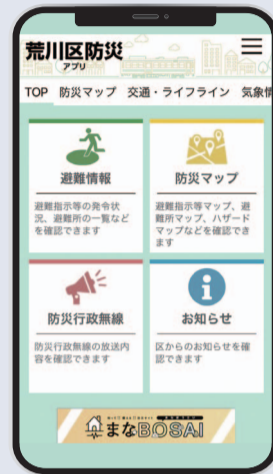 荒川区防災
アプリ
TOP 防災マップ 交通・ライフライン 気象情
避難情報
避難指示等の発令状
況、避難所の一覧など
を確認できます
防災マップ
避難指示等マップ、避
難所マップ、ハザード
マップなどを確認でき
ます
防災行政無線
防災行政無線の放送内
容を確認できます
お知らせ
区からのお知らせを確
認できます
まなBOSAI